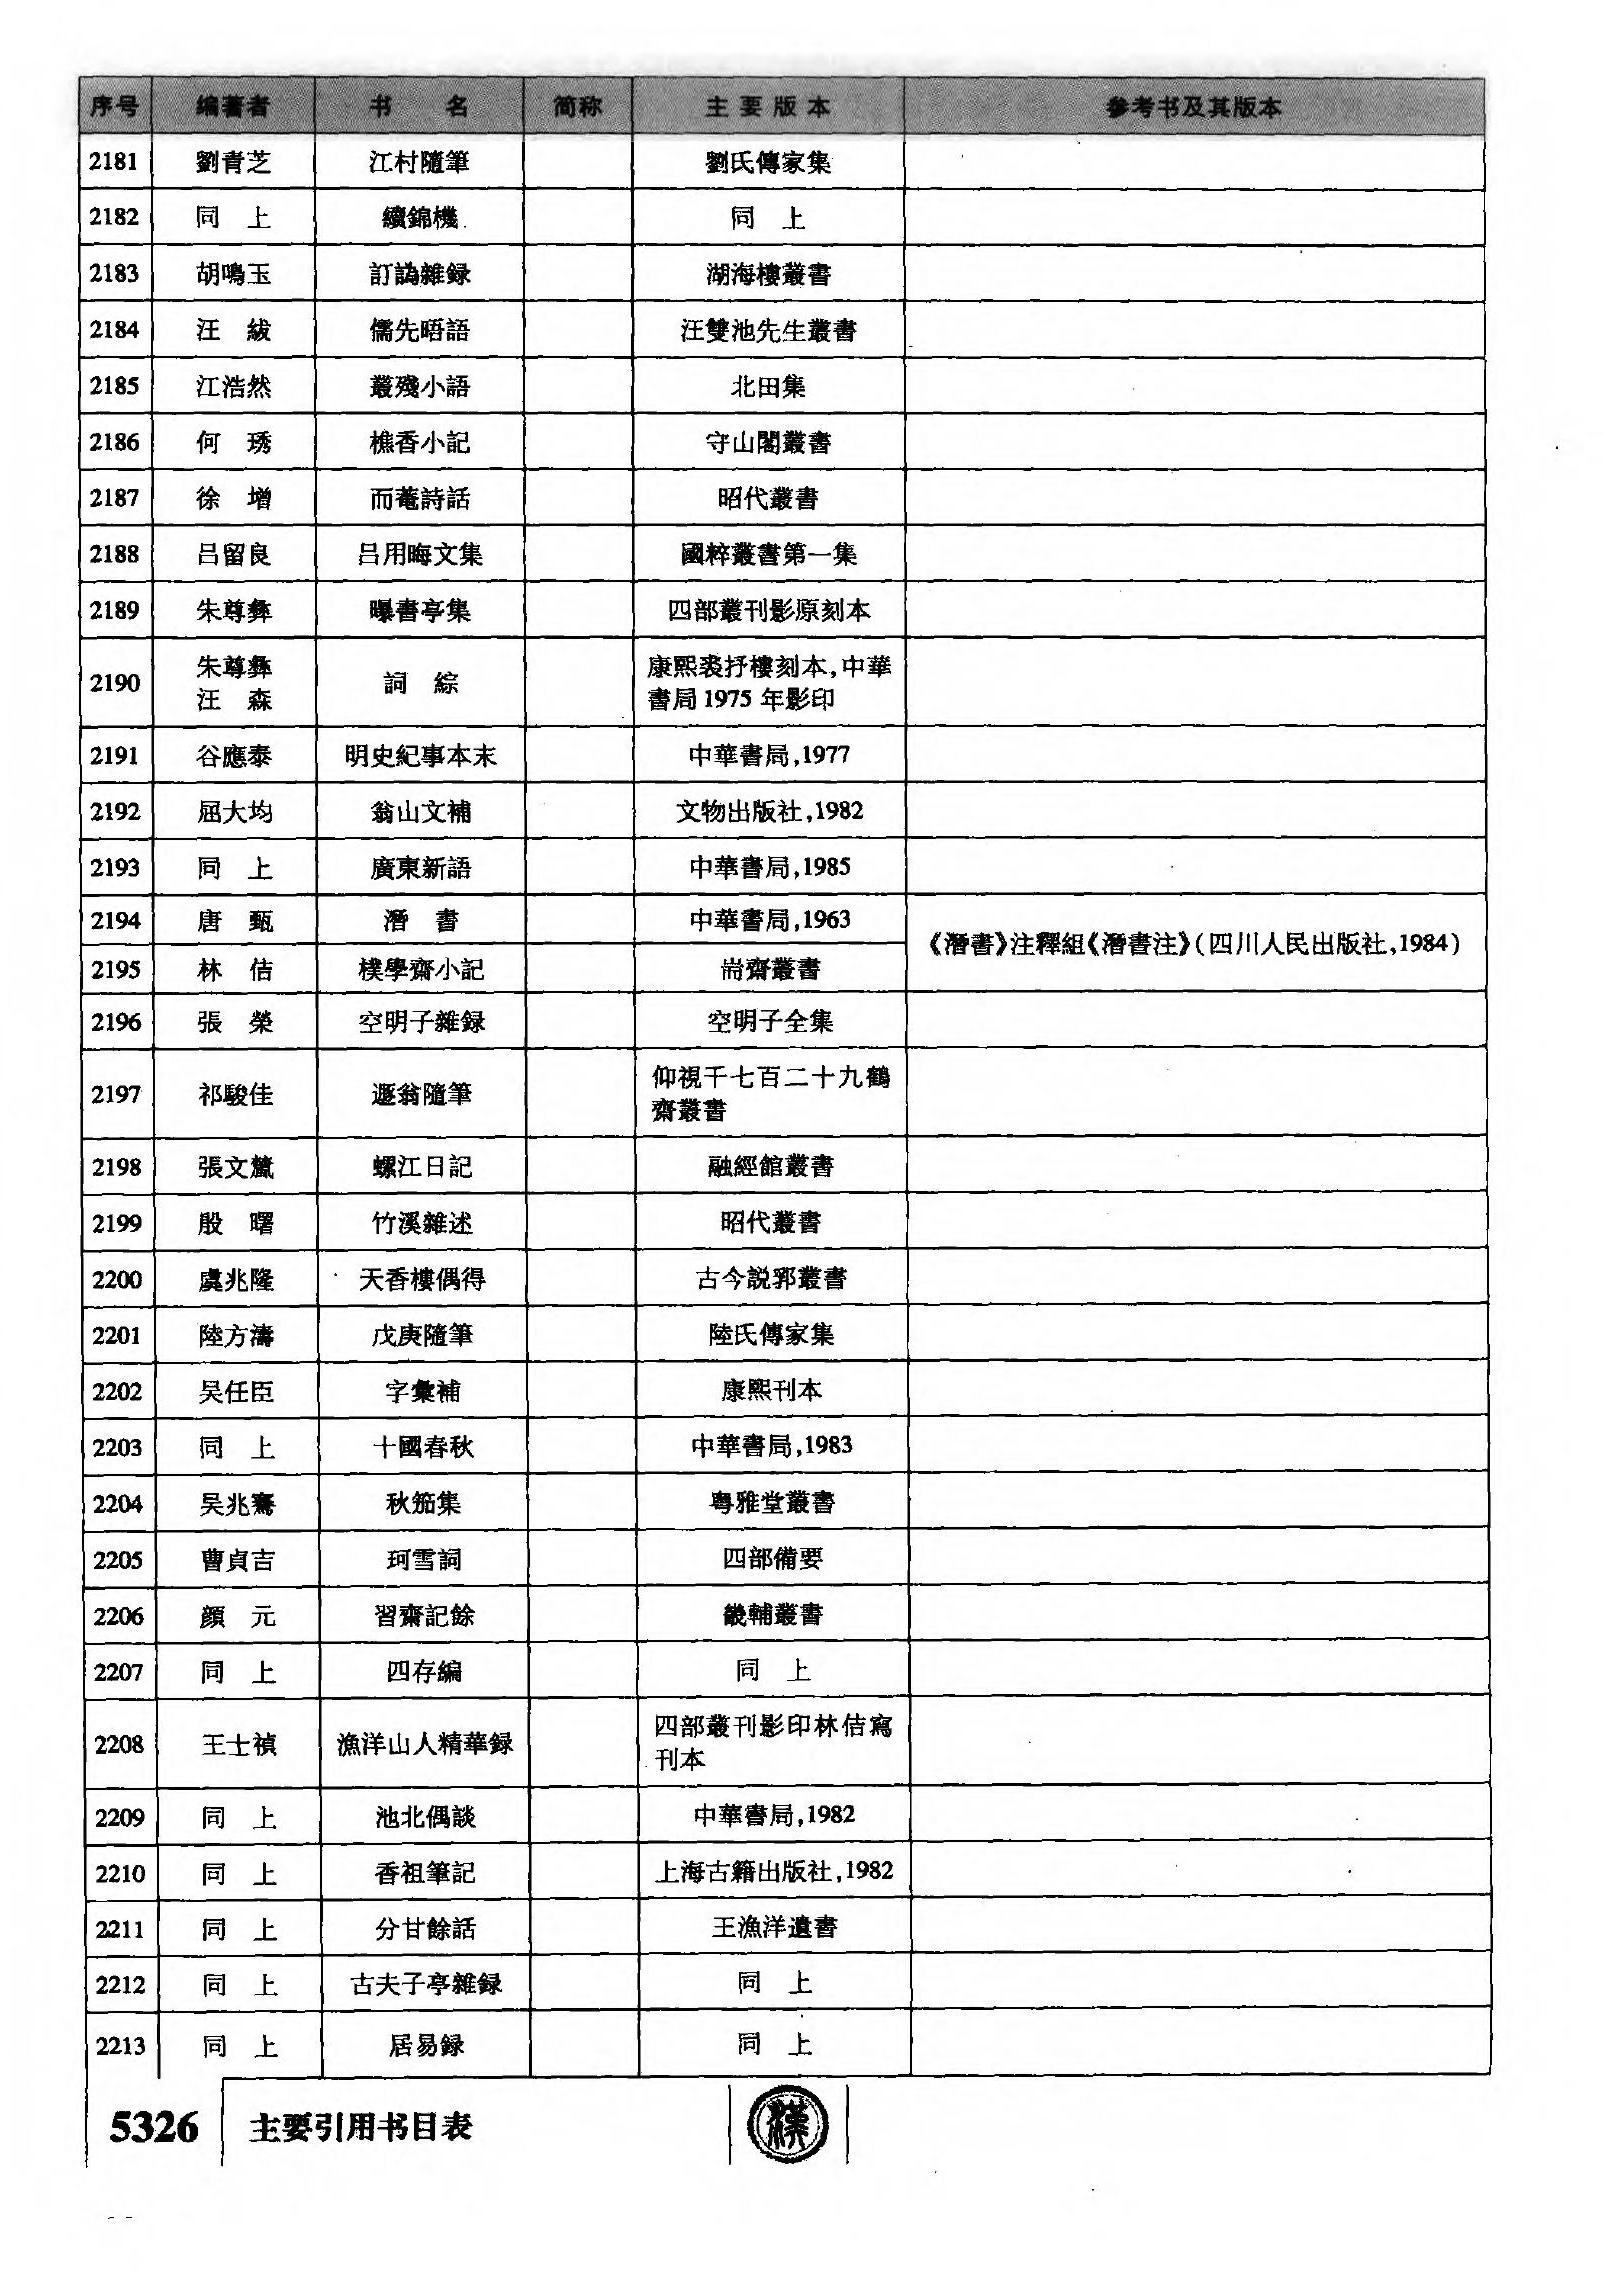 序号 编著者 书 名 简称 主要版本 参考书及其版本
2181 劉青芝 江村隨筆 劉氏傳家集
2182 同 上 續錦機 同 上
2183 胡鳴玉 訂譌雜録 湖海樓叢書
2184 汪 紱 儒先晤語 汪雙池先生叢書
2185 江浩然 叢殘小語 北田集
2186 何 琇 樵香小記 守山閣叢書
2187 徐 增 而菴詩話 昭代叢書
2188 吕留良 吕用晦文集 國粹叢書第一集
2189 朱尊彝 曝書亭集 四部叢刊影原刻本
2190 朱尊彝 汪 森 詞 綜 康熙裘抒樓刻本,中華
書局1975年影印
2191 谷應泰 明史紀事本末 中華書局,1977
2192 屈大均 翁山文補 文物出版社,1982
2193 同 上 廣東新語 中華書局,1985
2194 唐 甄 潛 書 中華書局,1963 《潛書》注釋組《潛書注》(四川人民出版社,1984)
2195 林 佶 樸學齋小記 耑齋叢書
2196 張 榮 空明子雜録 空明子全集
2197 祁駿佳 遯翁隨筆 仰視千七百二十九鶴
齋叢書
2198 張文虋 螺江日記 融經館叢書
2199 殷 曙 竹溪雜述 昭代叢書
2200 虞兆隆 天香樓偶得 古今説郛叢書
2201 陸方濤 戊庚隨筆 陸氏傳家集
2202 吴任臣 字彙補 康熙刊本
2203 同 上 十國春秋 中華書局,1983
2204 吴兆騫 秋笳集 粤雅堂叢書
2205 曹貞吉 珂雪詞 四部備要
2206 顔 元 習齋記餘 畿輔叢書
2207 同 上 四存編 同 上
2208 王士禎 漁洋山人精華録 四部叢刊影印林佶寫
刊本
2209 同 上 池北偶談 中華書局,1982
2210 同 上 香祖筆記 上海古籍出版社,1982
2211 同 上 分甘餘話 王漁洋遺書
2212 同 上 古夫于亭雜録 同 上
2213 同 上 居易録 同 上
5326 主要引用书目表 漢